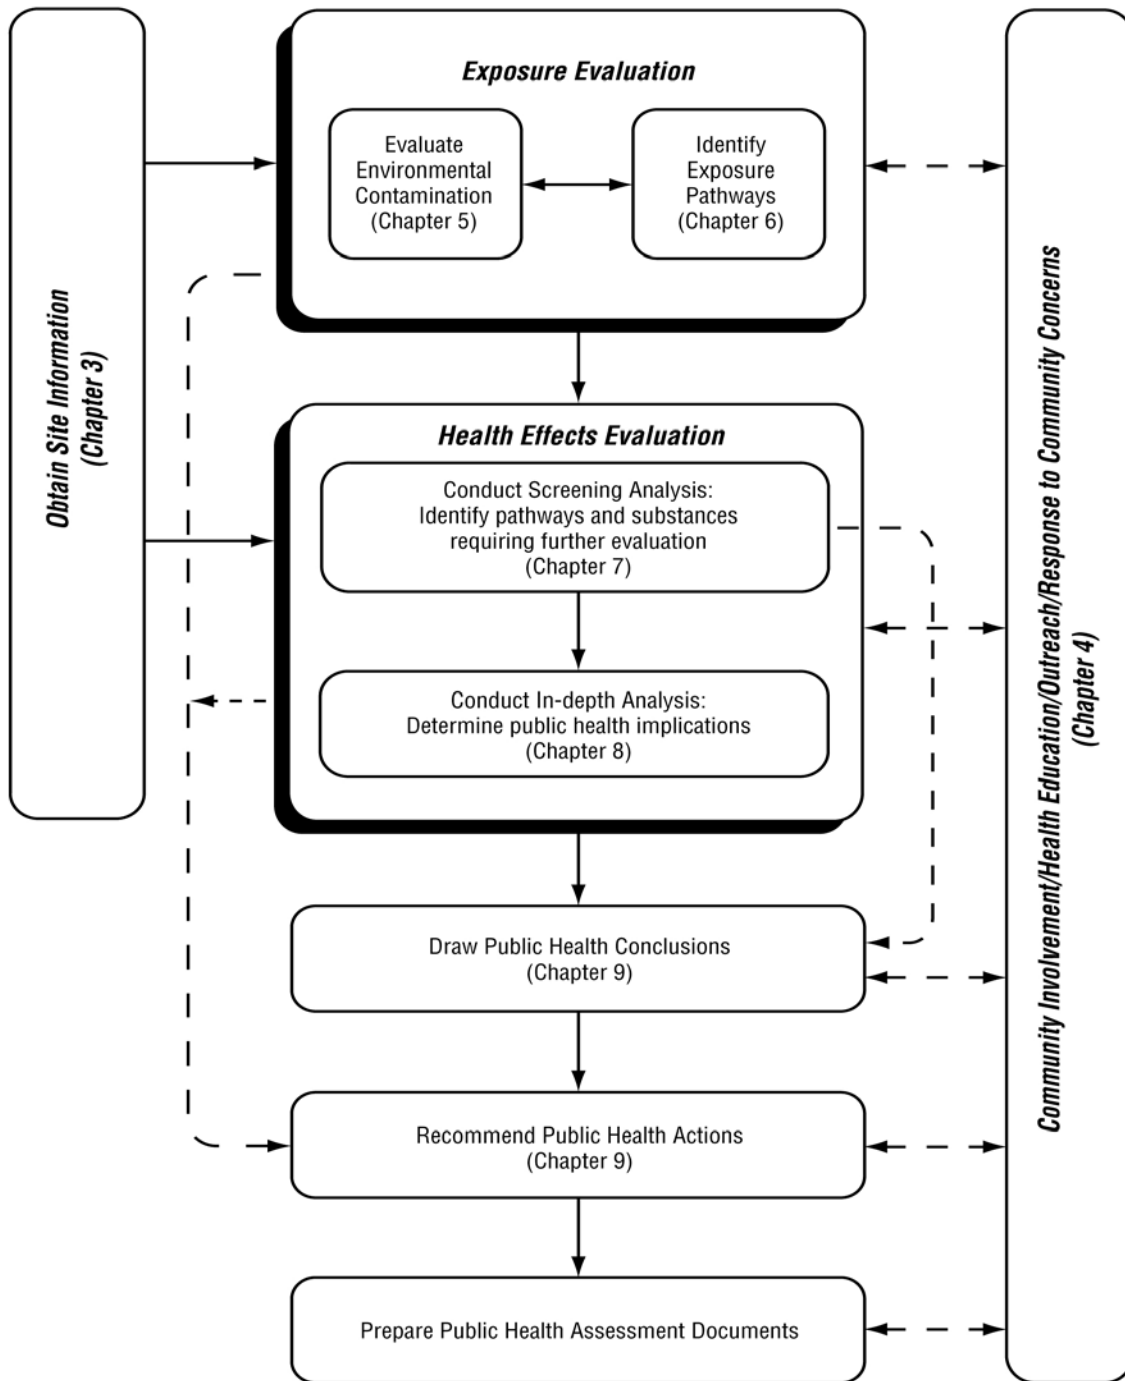 Obtain Site Information
(Chapter 3)
Exposure Evaluation
Evaluate
Environmental
Contamination
(Chapter 5)
Identify
Exposure
Pathways
(Chapter 6)
Health Effects Evaluation
Conduct Screening Analysis:
Identify pathways and substances
requiring further evaluation
(Chapter 7)
Conduct In-depth Analysis:
Determine public health implications
(Chapter 8)
Draw Public Health Conclusions
(Chapter 9)
Recommend Public Health Actions
(Chapter 9)
Prepare Public Health Assessment Documents
Community Involvement/Health Education/Outreach/Response to Community Concerns
(Chapter 4)